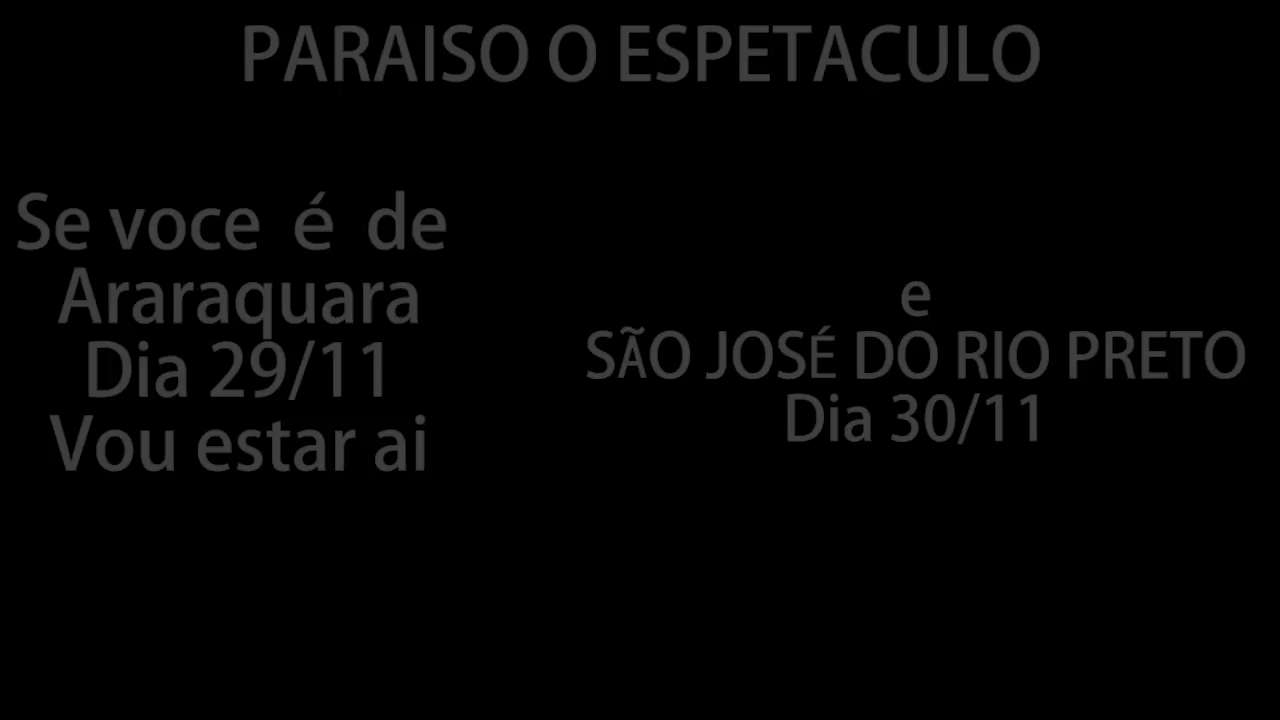 PARAISO O ESPETACULO
Se voce é de
Araraquara
Dia 29/11
Vou estar ai
e
SÃO JOSÉ DO RIO PRETO
Dia 30/11